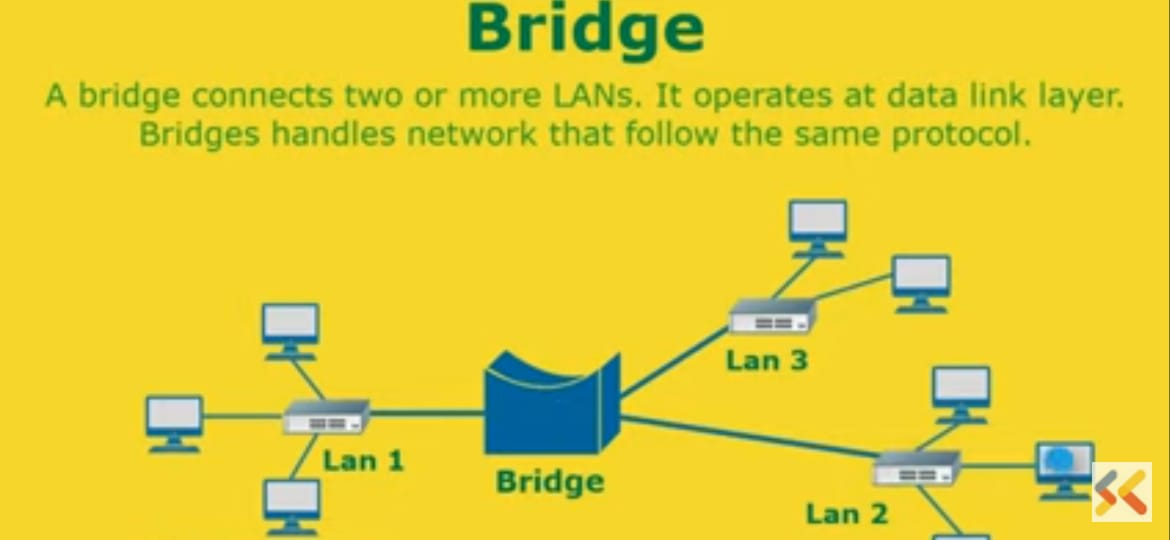 Bridge
A bridge connects two or more LANs. It operates at data link layer.
Bridges handles network that follow the same protocol.
Lan 3
Lan 1
Bridge
Lan 2